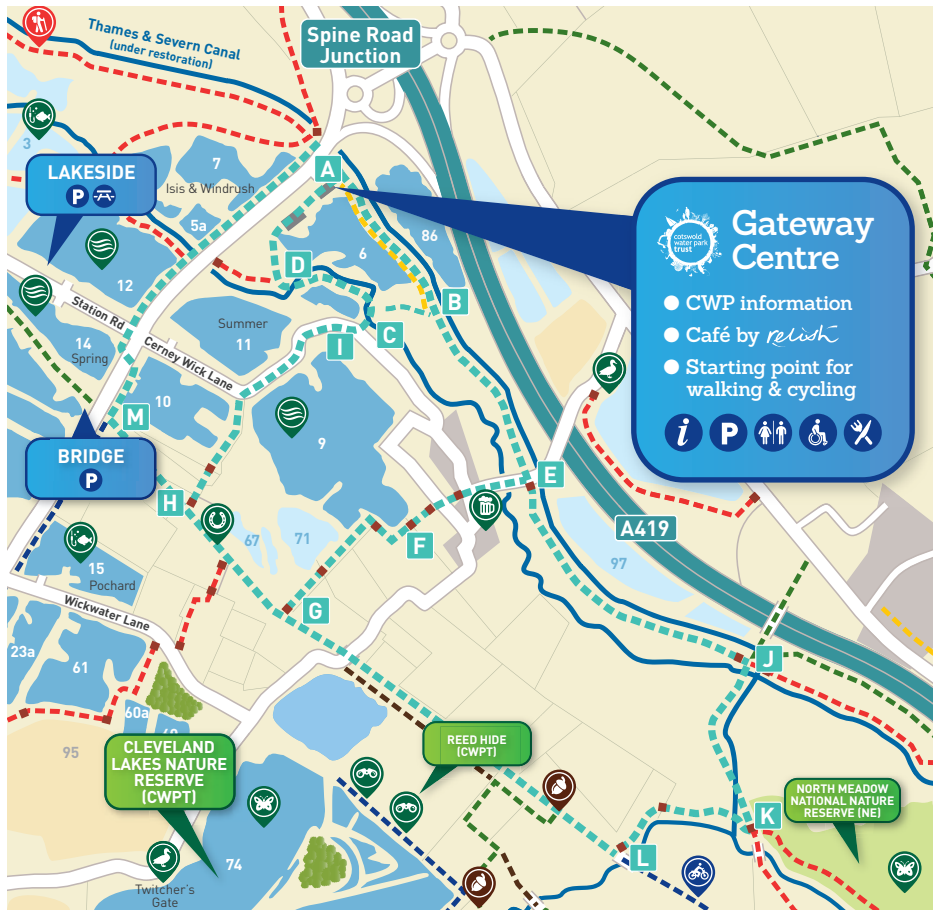 Thames & Severn Canal
(under restoration)
Spine Road
Junction
3
7
Isis & Windrush
A
LAKESIDE
P
5a
86
6
cotswold
water park
trust
Gateway
Centre
CWP information
Café by relish
Starting point for
walking & cycling
i P
D
12
B
Station Rd
Summer
11
C
I
14
Spring
Cerney Wick Lane
10
M
9
BRIDGE
P
E
H
A419
67
71
F
97
15
Pochard
G
Wickwater Lane
23a
61
J
60a
95
CLEVELAND
LAKES NATURE
RESERVE
(CWPT)
REED HIDE
(CWPT)
NORTH MEADOW
NATIONAL NATURE
RESERVE (NE)
K
L
74
Twitcher's
Gate